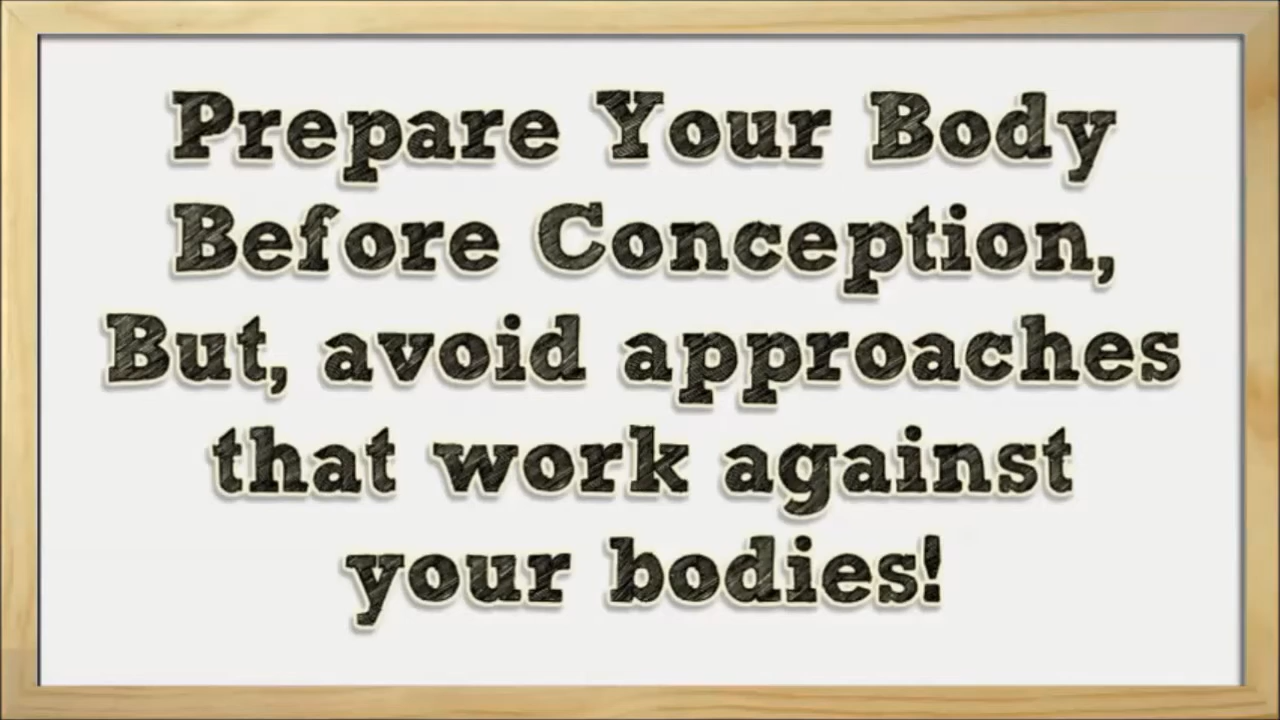 Prepare Your Body
Before Conception,
But, avoid approaches
that work against
your bodies!